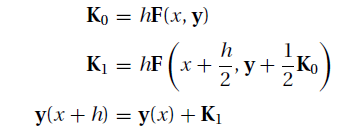 K₀ = hF(x, y)
K₁ = hF(x + h/2, y + 1/2 K₀)
y(x + h) = y(x) + K₁